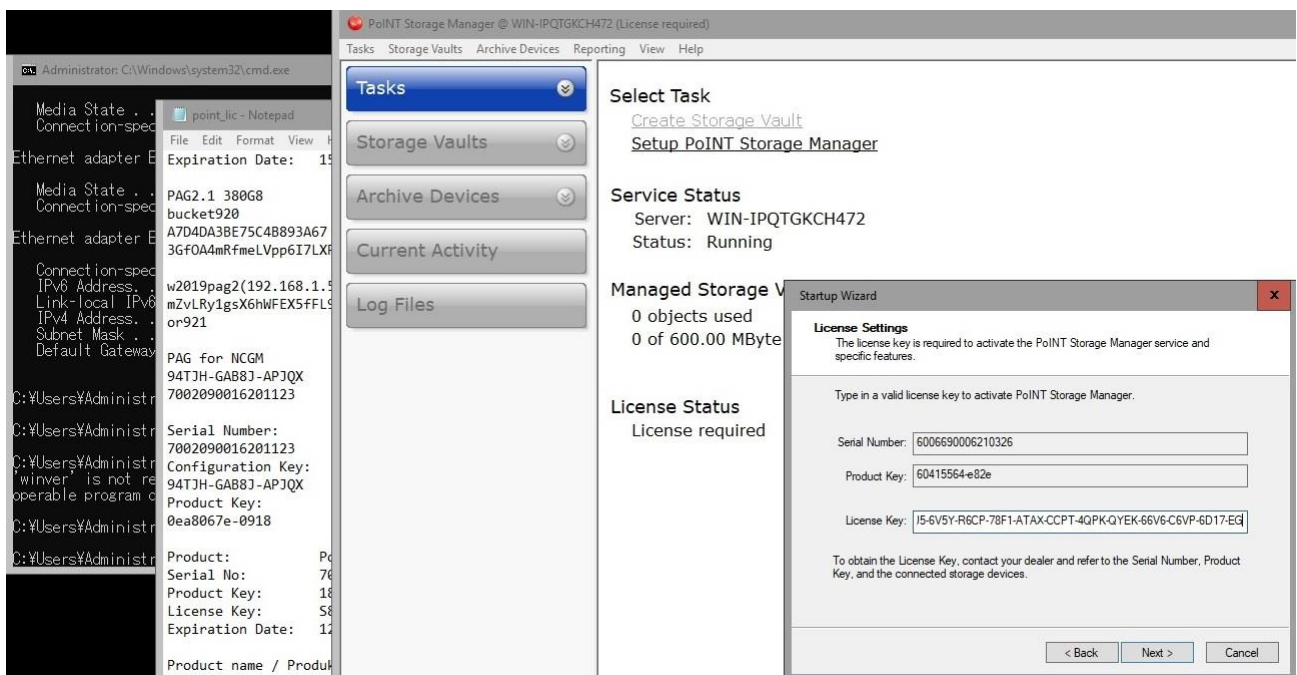 Administrator: C:\Windows\system32\cmd.exe
Media State . .
Connection-spec
Ethernet adapter E
Media State . .
Connection-spec
Ethernet adapter E
Connection-spec
IPv6 Address. .
Link-local IPv6
IPv4 Address. .
Subnet Mask . .
Default Gateway
C:¥Users¥Administr
C:¥Users¥Administr
C:¥Users¥Administr
'winver' is not re
operable program o
C:¥Users¥Administr
C:¥Users¥Administr
point_lic - Notepad
File Edit Format View H
Expiration Date: 15
PAG2.1 380G8
bucket920
A7D4DA3BE75C4B893A67
3GfOA4mRfmeLVpp6I7LXF
w2019pag2(192.168.1.5
mZvLRy1gsX6hWFEX5fFL9
or921
PAG for NCGM
94TJH-GAB8J-APJQX
7002090016201123
Serial Number:
7002090016201123
Configuration Key:
94TJH-GAB8J-APJQX
Product Key:
0ea8067e-0918
Product: Po
Serial No: 70
Product Key: 18
License Key: S8
Expiration Date: 12
Product name / Produk
PoINT Storage Manager @ WIN-IPQTGKCH472 (License required)
Tasks Storage Vaults Archive Devices Reporting View Help
Tasks
Storage Vaults
Archive Devices
Current Activity
Log Files
Select Task
Create Storage Vault
Setup PoINT Storage Manager
Service Status
Server: WIN-IPQTGKCH472
Status: Running
Managed Storage V
0 objects used
0 of 600.00 MByte
License Status
License required
Startup Wizard
x
License Settings
The license key is required to activate the PoINT Storage Manager service and
specific features.
Type in a valid license key to activate PoINT Storage Manager.
Serial Number: 6006690006210326
Product Key: 60415564-e82e
License Key: J5-6V5Y-R6CP-78F1-ATAX-CCPT-4QPK-QYEK-66V6-C6VP-6D17-EG
To obtain the License Key, contact your dealer and refer to the Serial Number, Product
Key, and the connected storage devices.
< Back Next > Cancel